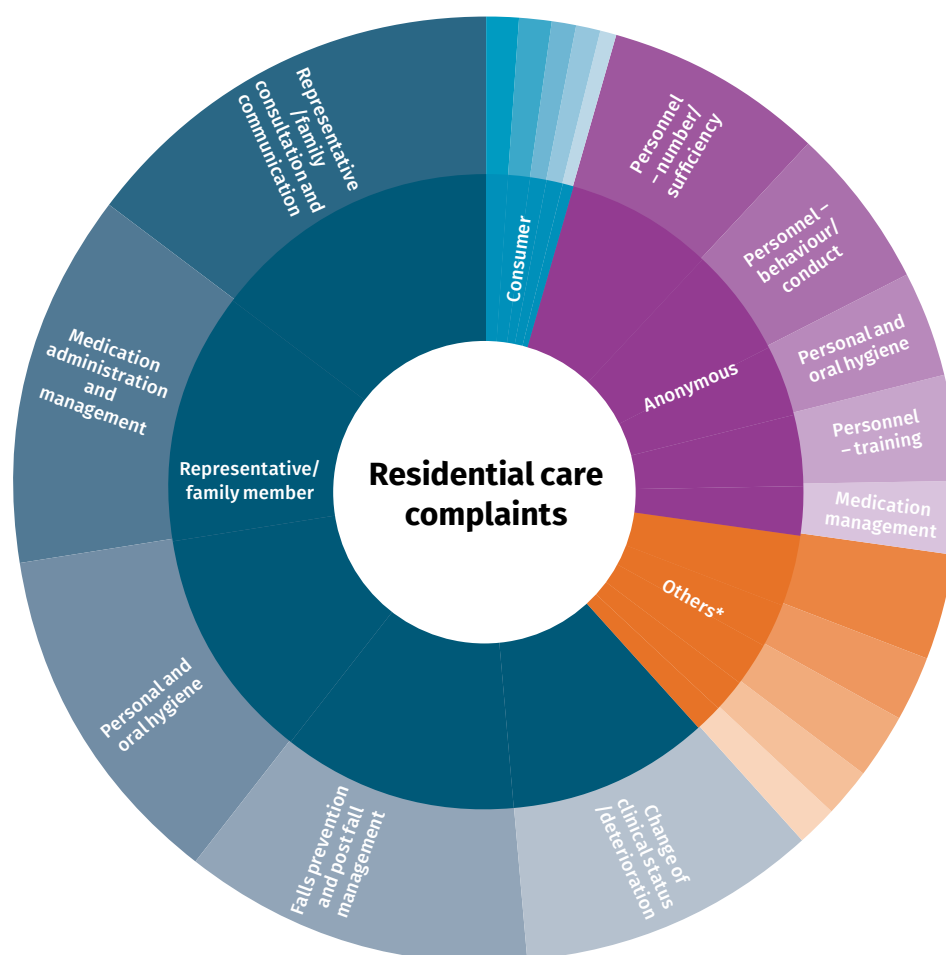 Residential care
complaints
Consumer
Anonymous
Personnel
– number/
sufficiency
Personnel –
behaviour/
conduct
Personal and
oral hygiene
Personnel
– training
Medication
management
Others*
Representative/
family member
Change of
clinical status
/deterioration
Falls prevention
and post fall
management
Personal and
oral hygiene
Medication
administration
and
management
Representative
/family
consultation and
communication